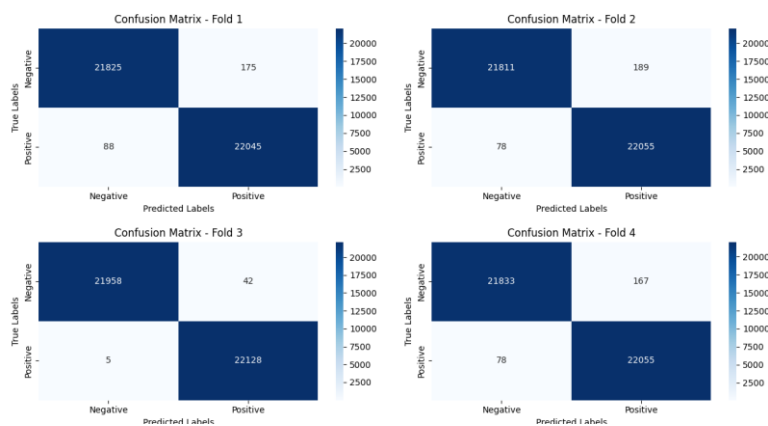 Confusion Matrix - Fold 1
True Labels
Negative
Positive
21825 175
88 22045
Negative Positive
Predicted Labels
20000
17500
15000
12500
10000
7500
5000
2500
Confusion Matrix - Fold 2
True Labels
Negative
Positive
21811 189
78 22055
Negative Positive
Predicted Labels
20000
17500
15000
12500
10000
7500
5000
2500
Confusion Matrix - Fold 3
True Labels
Negative
Positive
21958 42
5 22128
Negative Positive
Predicted Labels
20000
17500
15000
12500
10000
7500
5000
2500
Confusion Matrix - Fold 4
True Labels
Negative
Positive
21833 167
78 22055
Negative Positive
Predicted Labels
20000
17500
15000
12500
10000
7500
5000
2500